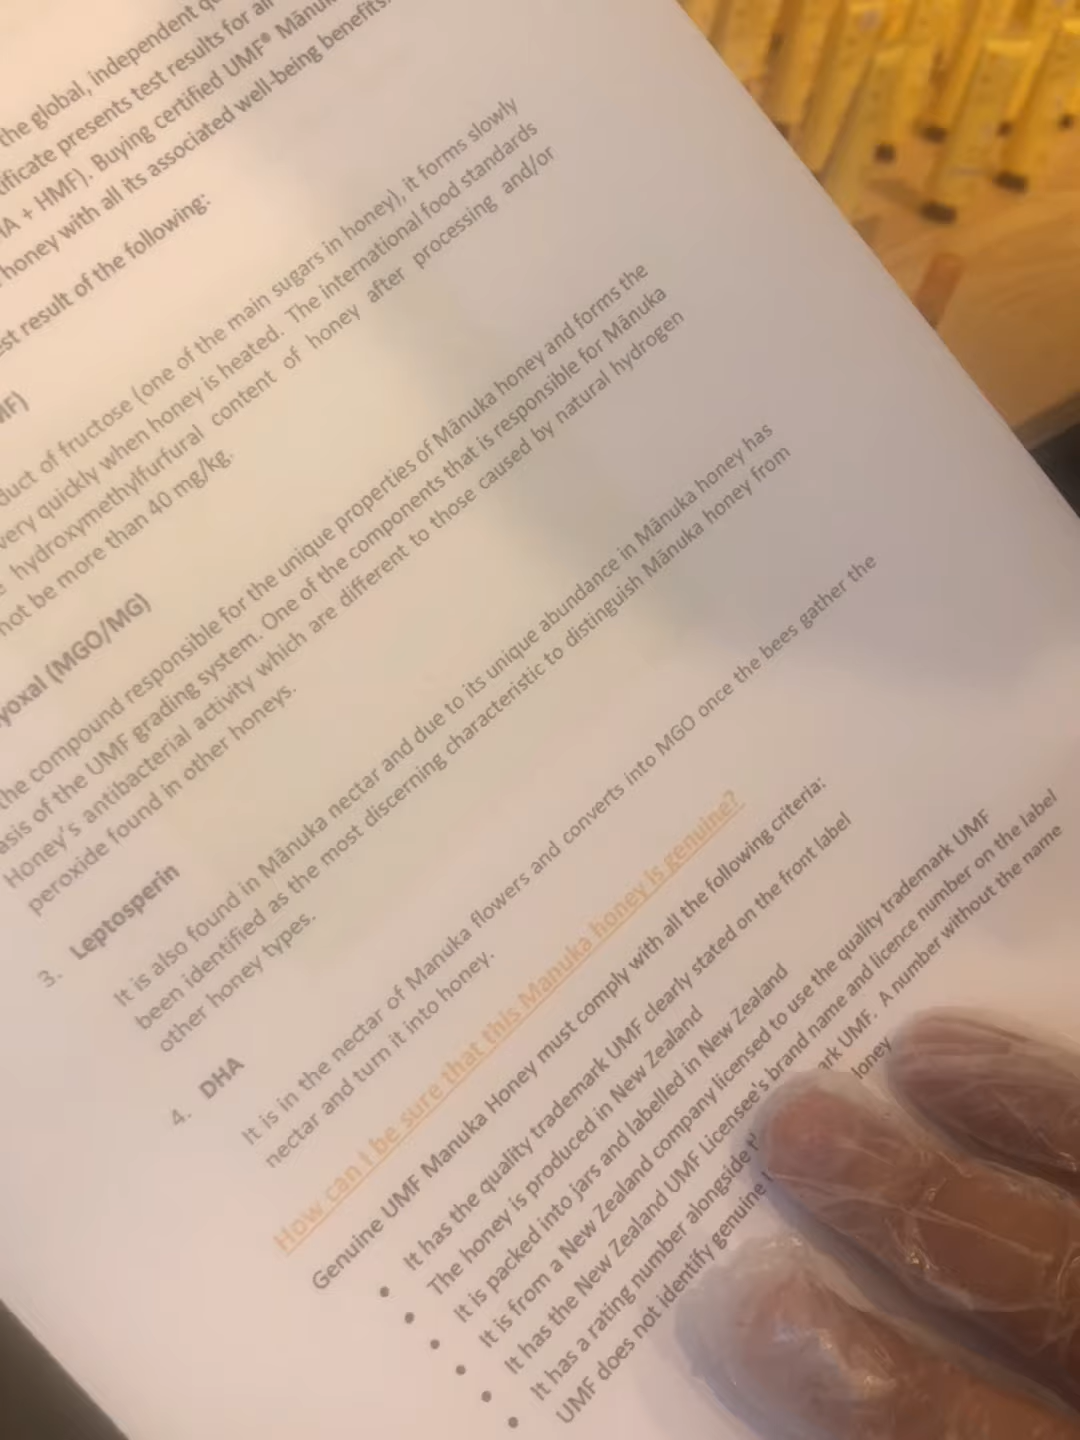 the global, independent
presents test results for all
+ HMF). Buying certified UMF®
honey with all its associated well-being benefits.
result of the following:
of fructose (one of the main sugars in honey), it forms slowly
very quickly when honey is heated. The international food standards
hydroxymethylfurfural content of honey after processing and/or
not be more than 40 mg/kg.
(MGO/MG)
the compound responsible for the unique properties of Mānuka honey and forms the
of the UMF grading system. One of the components that is responsible for Mānuka
Honey's antibacterial activity which are different to those caused by natural hydrogen
peroxide found in other honeys.
3. Leptosperin
It is also found in Mānuka nectar and due to its unique abundance in Mānuka honey has
been identified as the most discerning characteristic to distinguish Mānuka honey from
other honey types.
4. DHA
It is in the nectar of Manuka flowers and converts into MGO once the bees gather the
nectar and turn it into honey.
How can I be sure that this Manuka honey is genuine?
Genuine UMF Manuka Honey must comply with all the following criteria:
• It has the quality trademark UMF clearly stated on the front label
• The honey is produced in New Zealand
• It is packed into jars and labelled in New Zealand
• It is from a New Zealand company licensed to use the quality trademark UMF
• It has the New Zealand UMF Licensee's brand name and licence number on the label
• It has a rating number alongside UMF. A number without the name
UMF does not identify genuine